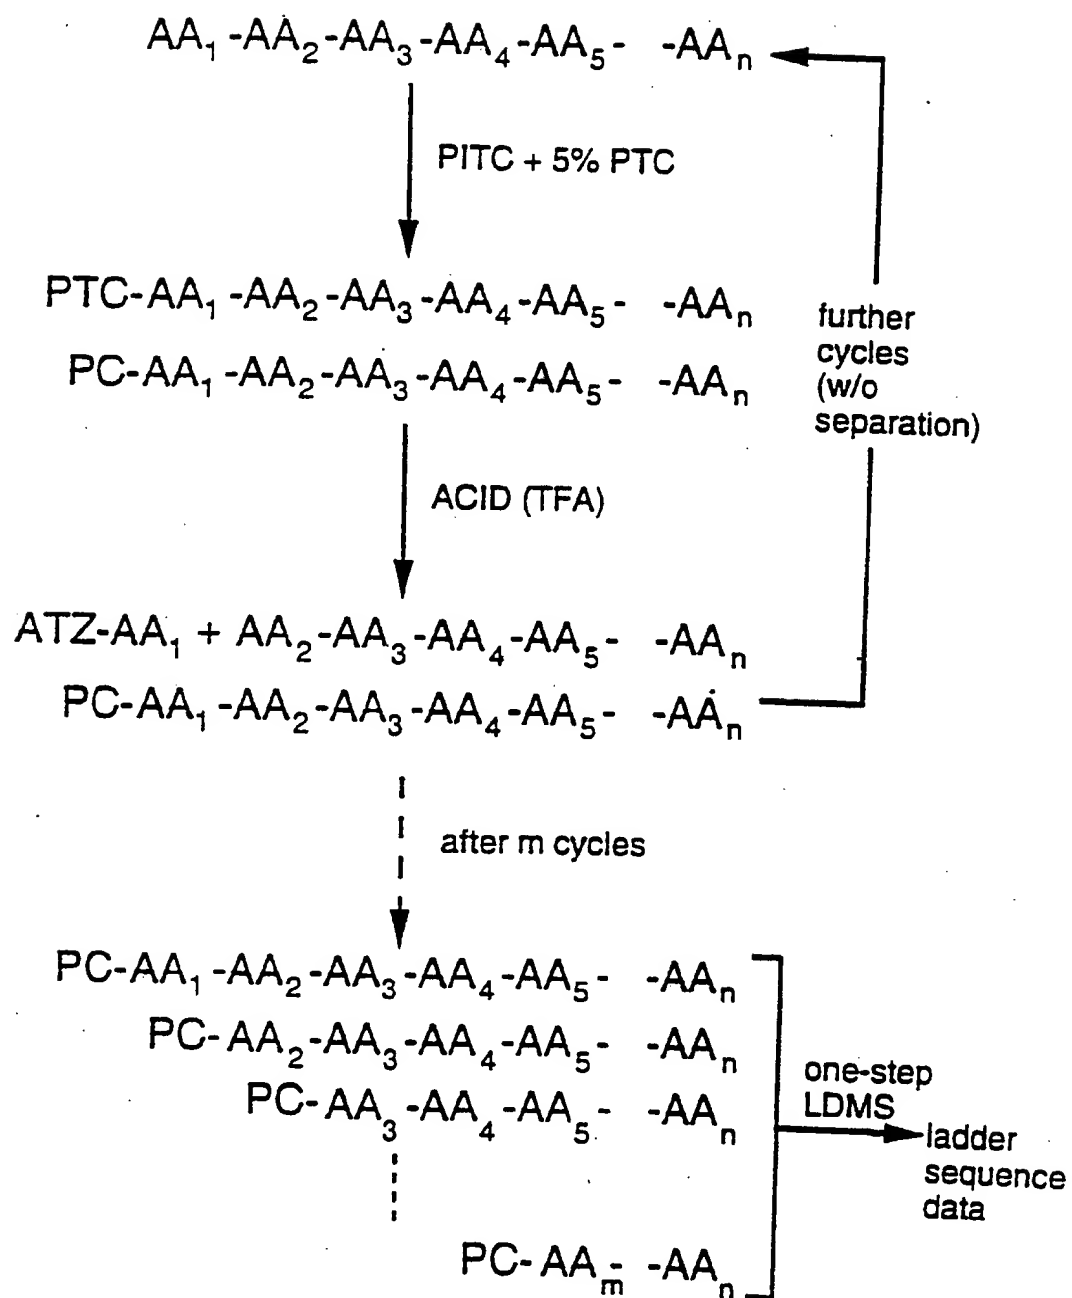 AA₁ -AA₂-AA₃-AA₄-AA₅- -AAₙ
PITC + 5% PTC
PTC-AA₁ -AA₂-AA₃-AA₄-AA₅- -AAₙ
PC-AA₁ -AA₂-AA₃-AA₄-AA₅- -AAₙ
further
cycles
(w/o
separation)
ACID (TFA)
ATZ-AA₁ + AA₂-AA₃-AA₄-AA₅- -AAₙ
PC-AA₁ -AA₂-AA₃-AA₄-AA₅- -AAₙ
after m cycles
PC-AA₁ -AA₂-AA₃-AA₄-AA₅- -AAₙ
PC- AA₂-AA₃-AA₄-AA₅- -AAₙ
PC- AA₃ -AA₄ -AA₅- -AAₙ
PC- AAₘ- -AAₙ
one-step
LDMS
ladder
sequence
data